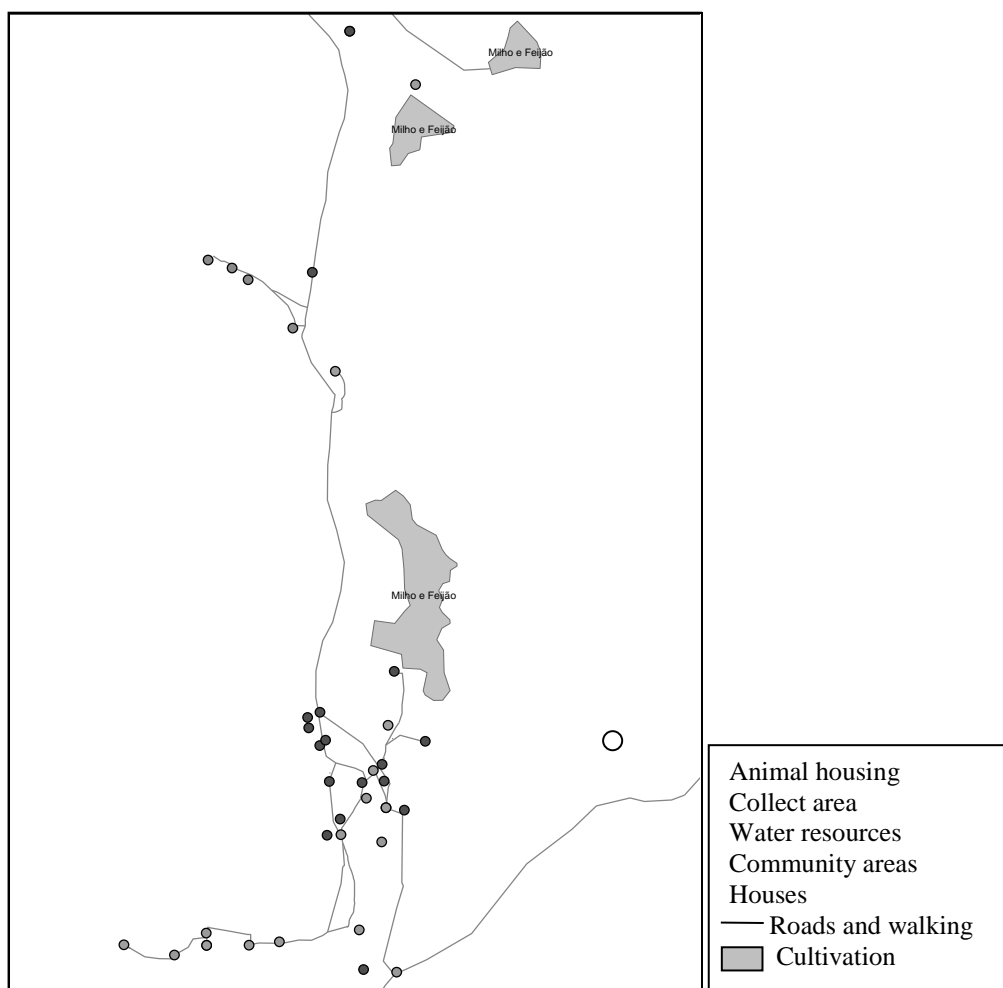 Milho e Feijão
Milho e Feijão
Milho e Feijão
Animal housing
Collect area
Water resources
Community areas
Houses
Roads and walking
Cultivation